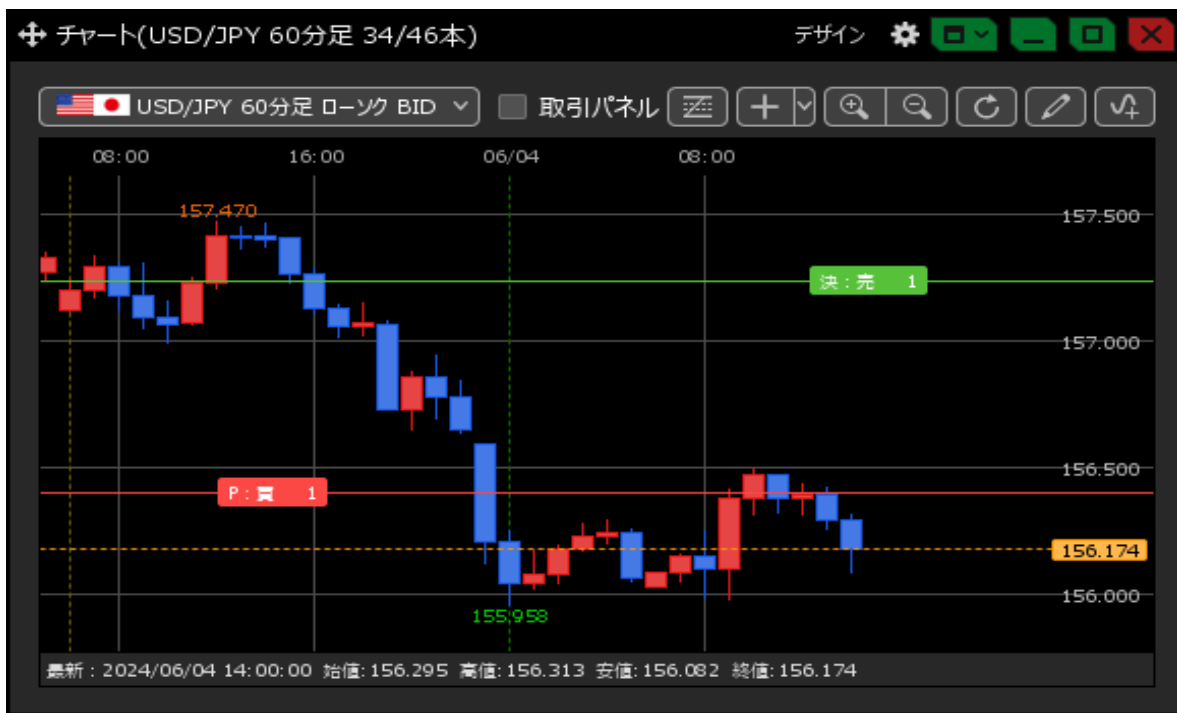 チャート(USD/JPY 60分足 34/46本) デザイン
USD/JPY 60分足 ローソク BID 取引パネル
08:00 16:00 06/04 08:00
157.470
157.500
決:売 1
157.000
156.500
P:買 1
156.174
156.000
155.958
最新:2024/06/04 14:00:00 始値:156.295 高値:156.313 安値:156.082 終値:156.174